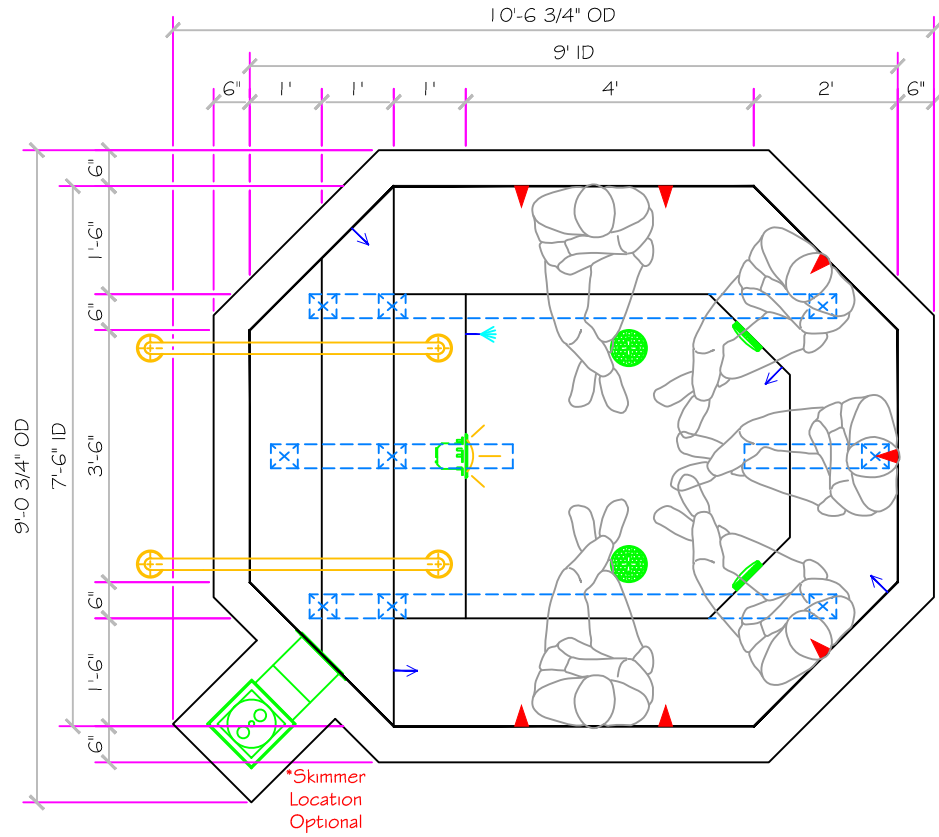 10'-6 3/4" OD
9' ID
6" 1' 1' 1' 4' 2' 6"
6"
1'-6"
6"
3'-6"
6"
1'-6"
6"
7'-6" ID
9'-0 3/4" OD
*Skimmer
Location
Optional